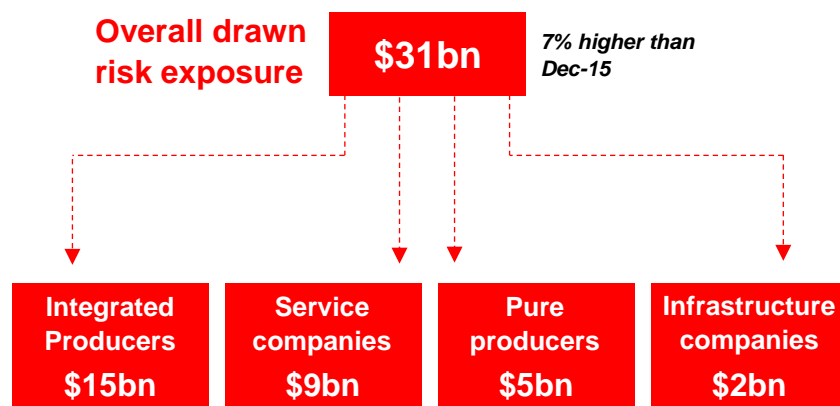 Overall drawn
risk exposure
$31bn
7% higher than
Dec-15
Integrated
Producers
$15bn
Service
companies
$9bn
Pure
producers
$5bn
Infrastructure
companies
$2bn